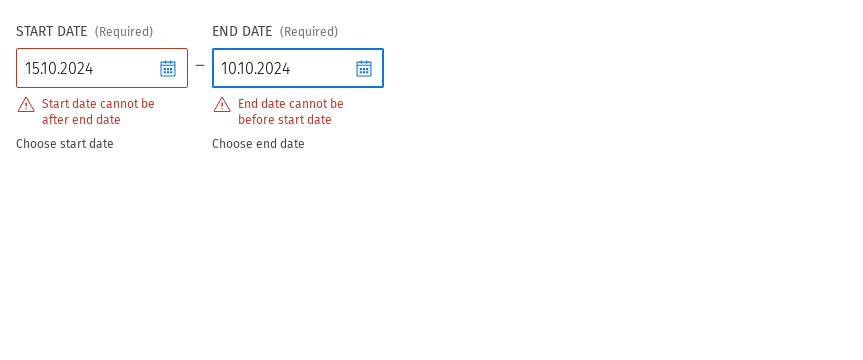 START DATE (Required)
15.10.2024
Start date cannot be
after end date
Choose start date
–
END DATE (Required)
10.10.2024
End date cannot be
before start date
Choose end date